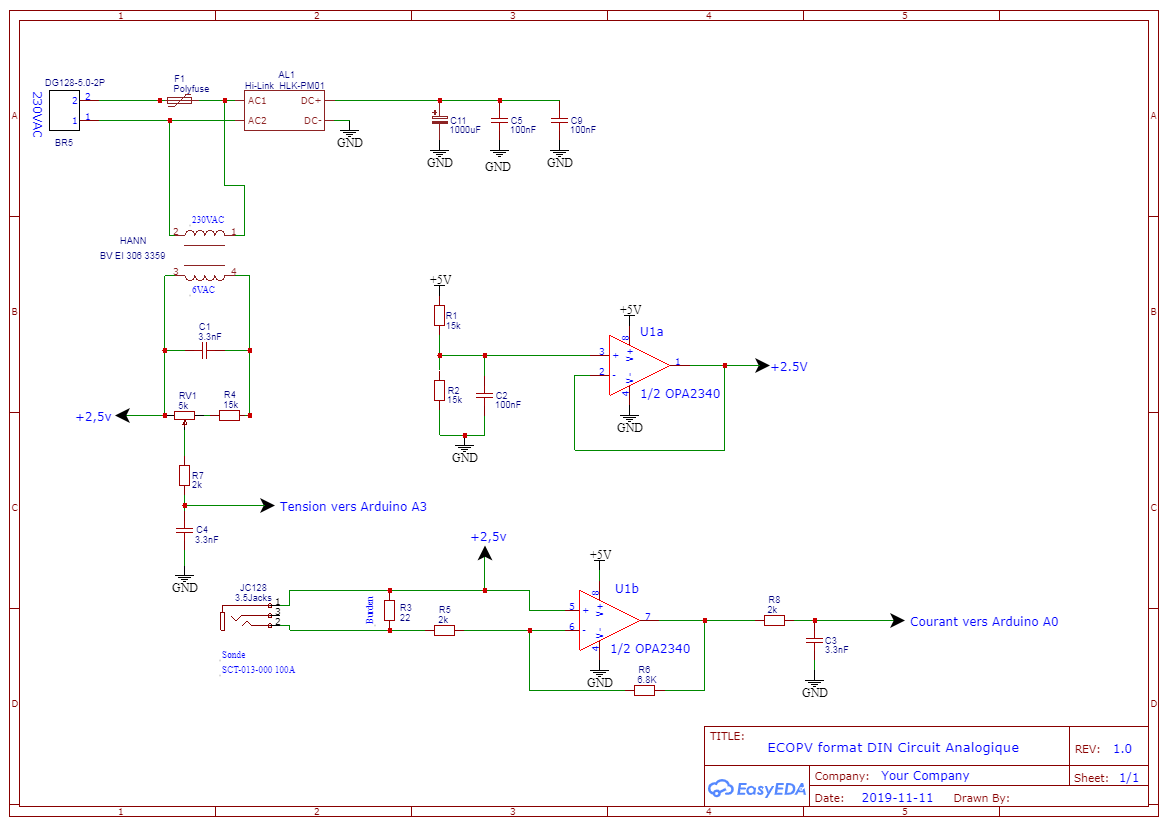 1 2 3 4 5
A A
B B
C C
D D
DG128-5.0-2P
230VAC
2 2
1 1
BR5
F1
Polyfuse
AL1
Hi-Link HLK-PM01
AC1 DC+
AC2 DC-
GND
C11
1000uF
GND
C5
100nF
GND
C9
100nF
GND
230VAC
2 1
HANN
BV EI 306 3359
3 4
6VAC
C1
3.3nF
+2,5v
RV1
5k
R4
15k
R7
2k
Tension vers Arduino A3
C4
3.3nF
GND
+5V
R1
15k
R2
15k
C2
100nF
GND
+5V
U1a
3 + V+ 8
2 - V- 4
1
1/2 OPA2340
GND
+2.5V
JC128
3.5Jacks
1
3
2
Sonde
SCT-013-000 100A
Burden
R3
22
R5
2k
+2,5v
+5V
U1b
5 + V+ 8
6 - V- 4
7
1/2 OPA2340
GND
R6
6.8K
R8
2k
Courant vers Arduino A0
C3
3.3nF
GND
TITLE:
ECOPV format DIN Circuit Analogique
REV: 1.0
EasyEDA
Company: Your Company
Sheet: 1/1
Date: 2019-11-11 Drawn By:
1 2 3 4 5